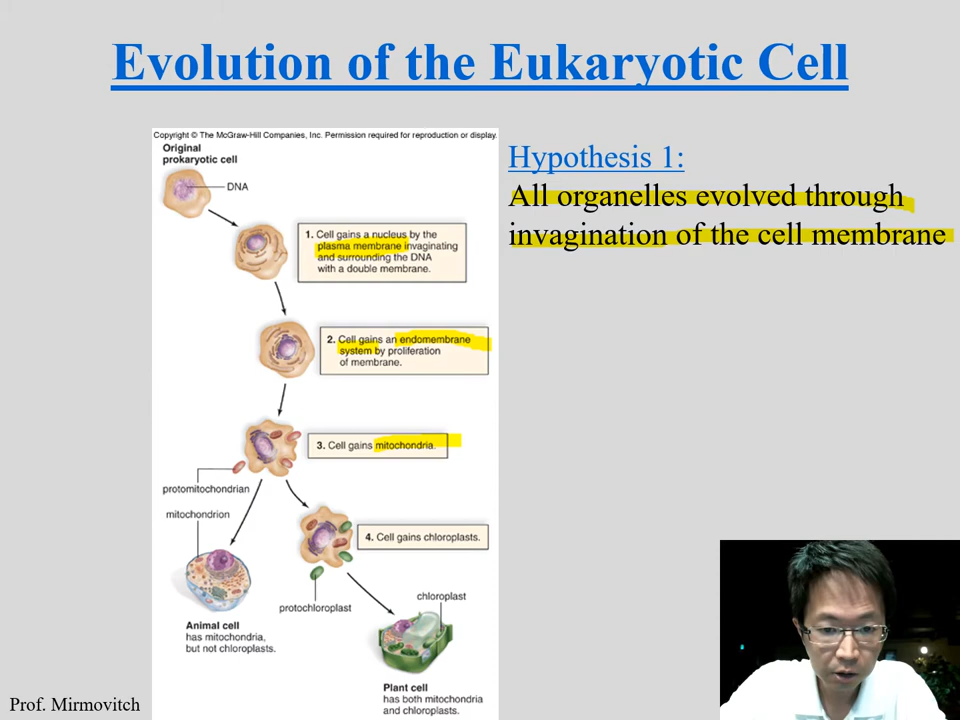 Evolution of the Eukaryotic Cell
Copyright © The McGraw-Hill Companies, Inc. Permission required for reproduction or display.
Original
prokaryotic cell
DNA
1. Cell gains a nucleus by the
plasma membrane invaginating
and surrounding the DNA
with a double membrane.
2. Cell gains an endomembrane
system by proliferation
of membrane.
3. Cell gains mitochondria.
protomitochondrian
mitochondrion
4. Cell gains chloroplasts.
protochloroplast
chloroplast
Animal cell
has mitochondria,
but not chloroplasts.
Plant cell
has both mitochondria
and chloroplasts.
Hypothesis 1:
All organelles evolved through
invagination of the cell membrane
Prof. Mirmovitch